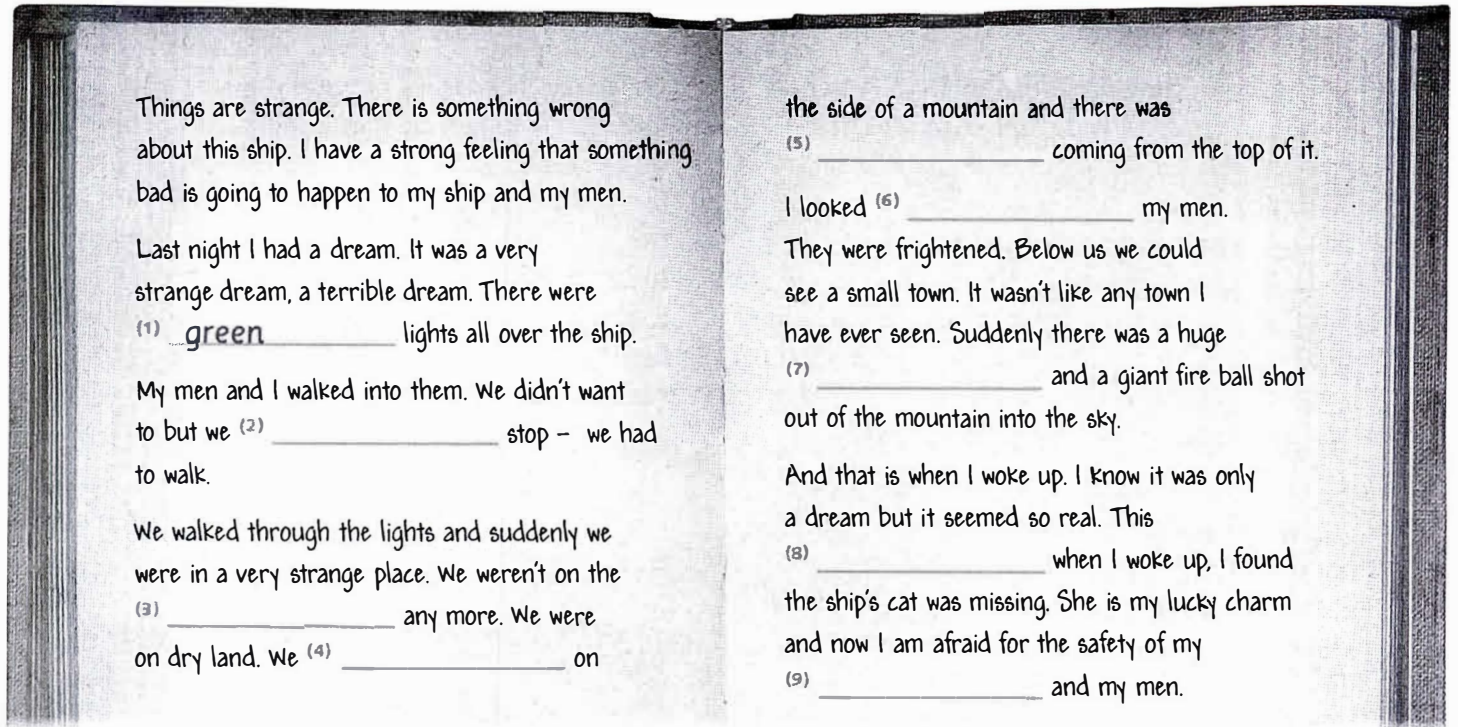 Things are strange. There is something wrong
about this ship. I have a strong feeling that something
bad is going to happen to my ship and my men.
Last night I had a dream. It was a very
strange dream, a terrible dream. There were
(1) green lights all over the ship.
My men and I walked into them. We didn't want
to but we (2) ____________ stop – we had
to walk.
We walked through the lights and suddenly we
were in a very strange place. We weren't on the
(3) ____________ any more. We were
on dry land. We (4) ____________ on
the side of a mountain and there was
(5) ____________ coming from the top of it.
I looked (6) ____________ my men.
They were frightened. Below us we could
see a small town. It wasn't like any town I
have ever seen. Suddenly there was a huge
(7) ____________ and a giant fire ball shot
out of the mountain into the sky.
And that is when I woke up. I know it was only
a dream but it seemed so real. This
(8) ____________ when I woke up, I found
the ship's cat was missing. She is my lucky charm
and now I am afraid for the safety of my
(9) ____________ and my men.